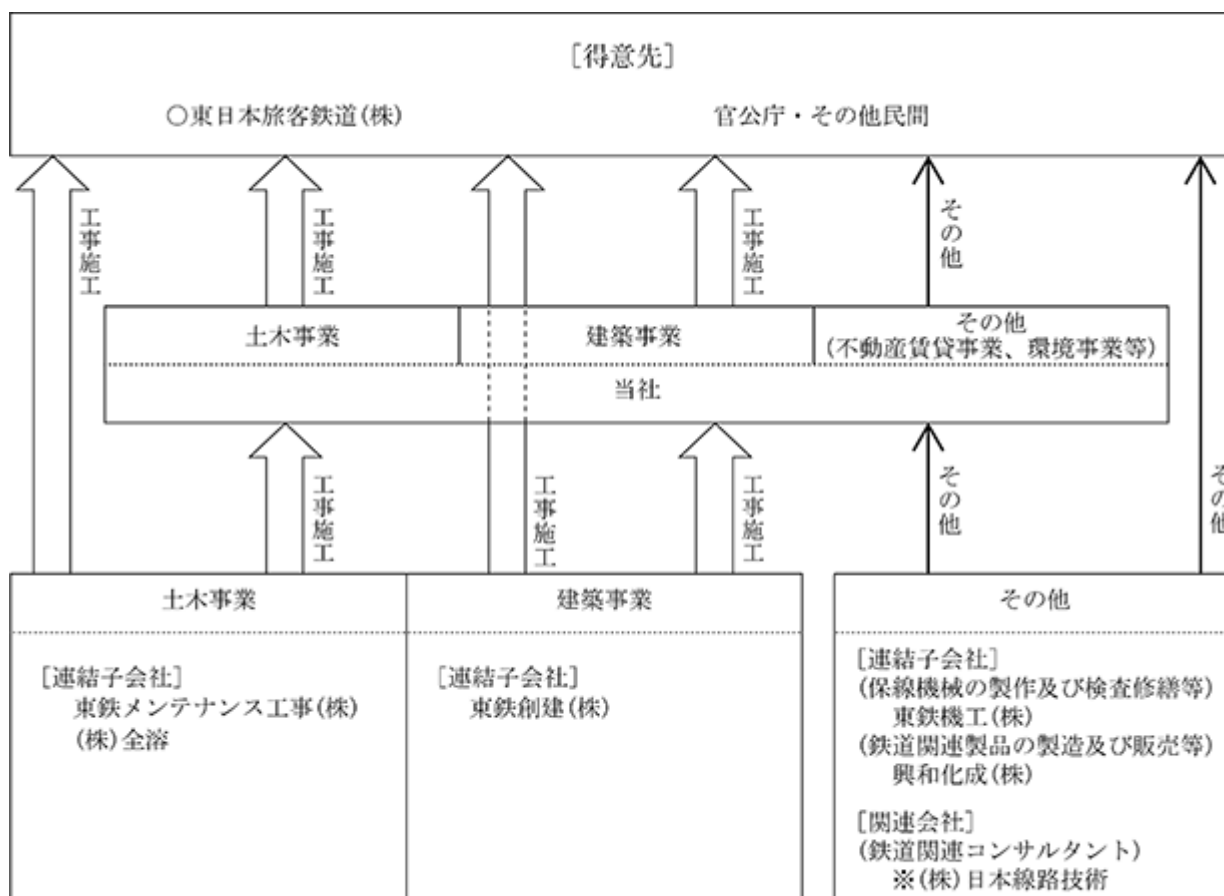 [得意先]
○東日本旅客鉄道(株)
官公庁・その他民間
工事施工
工事施工
工事施工
その他
土木事業
建築事業
その他
(不動産賃貸事業、環境事業等)
当社
工事施工
工事施工
工事施工
その他
その他
土木事業
建築事業
その他
[連結子会社]
東鉄メンテナンス工事(株)
(株)全溶
[連結子会社]
東鉄創建(株)
[連結子会社]
(保線機械の製作及び検査修繕等)
東鉄機工(株)
(鉄道関連製品の製造及び販売等)
興和化成(株)
[関連会社]
(鉄道関連コンサルタント)
※(株)日本線路技術